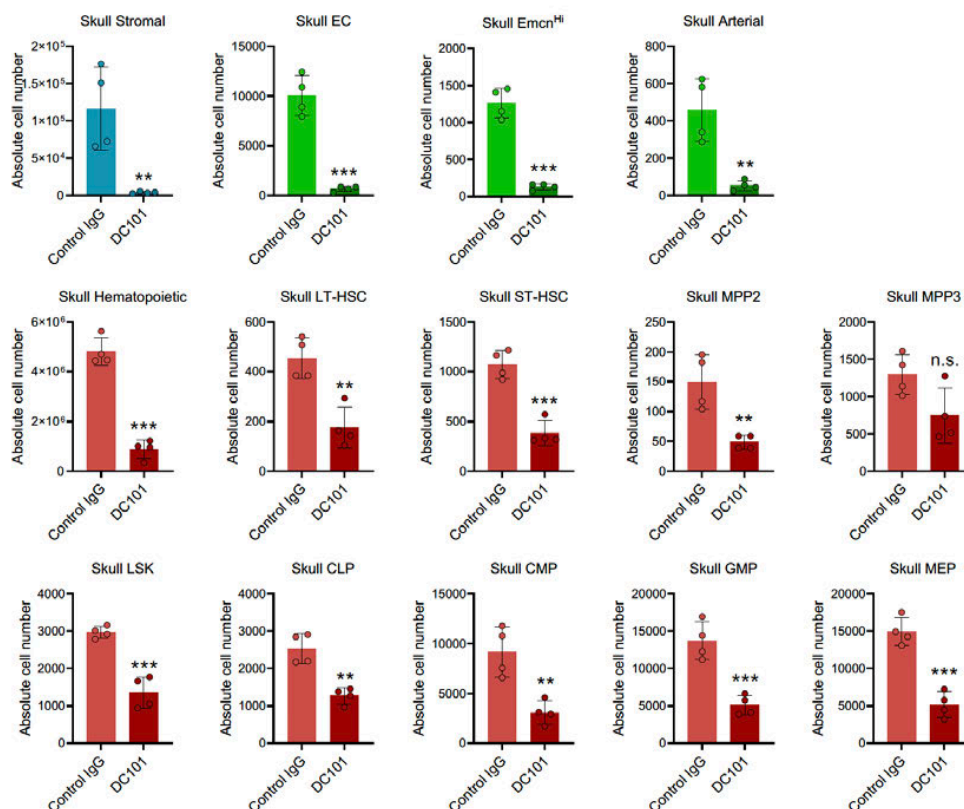 Skull Stromal
Absolute cell number
2×10⁵
1.5×10⁵
1×10⁵
5×10⁴
0
**
Control IgG
DC101
Skull EC
Absolute cell number
15000
10000
5000
0
***
Control IgG
DC101
Skull Emcnᴴⁱ
Absolute cell number
1500
1000
500
0
***
Control IgG
DC101
Skull Arterial
Absolute cell number
800
600
400
200
0
**
Control IgG
DC101
Skull Hematopoietic
Absolute cell number
6×10⁶
4×10⁶
2×10⁶
0
***
Control IgG
DC101
Skull LT-HSC
Absolute cell number
600
400
200
0
**
Control IgG
DC101
Skull ST-HSC
Absolute cell number
1500
1000
500
0
***
Control IgG
DC101
Skull MPP2
Absolute cell number
250
200
150
100
50
0
**
Control IgG
DC101
Skull MPP3
Absolute cell number
2000
1500
1000
500
0
n.s.
Control IgG
DC101
Skull LSK
Absolute cell number
4000
3000
2000
1000
0
***
Control IgG
DC101
Skull CLP
Absolute cell number
4000
3000
2000
1000
0
**
Control IgG
DC101
Skull CMP
Absolute cell number
15000
10000
5000
0
**
Control IgG
DC101
Skull GMP
Absolute cell number
20000
15000
10000
5000
0
***
Control IgG
DC101
Skull MEP
Absolute cell number
20000
15000
10000
5000
0
***
Control IgG
DC101